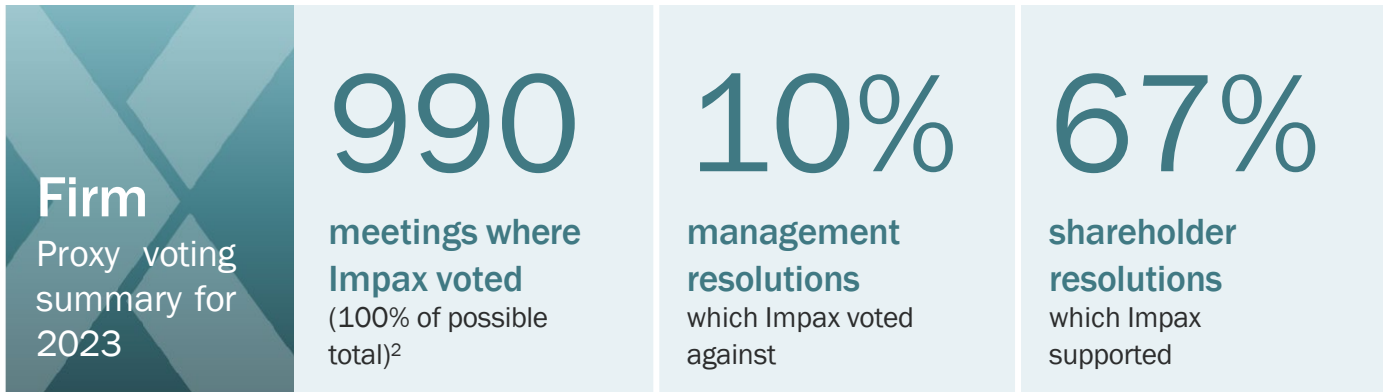 Firm
Proxy voting
summary for
2023
990
meetings where
Impax voted
(100% of possible
total)²
10%
management
resolutions
which Impax voted
against
67%
shareholder
resolutions
which Impax
supported